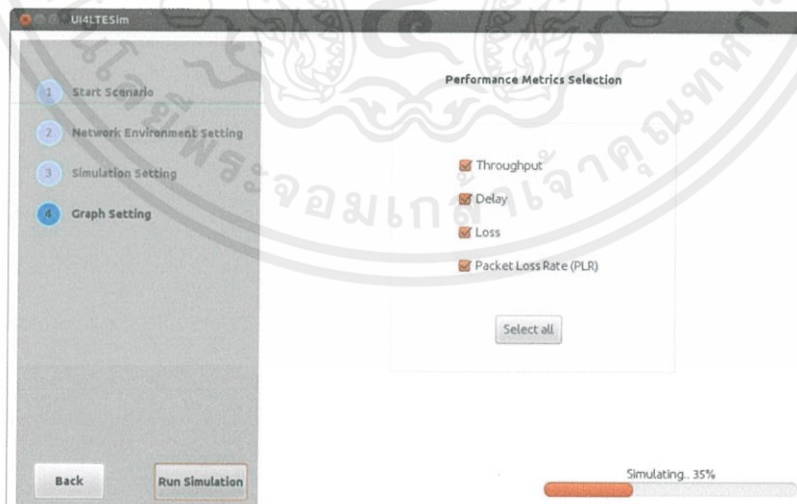 UI4LTESim
1 Start Scenario
2 Network Environment Setting
3 Simulation Setting
4 Graph Setting
Back
Run Simulation
Performance Metrics Selection
Throughput
Delay
Loss
Packet Loss Rate (PLR)
Select all
Simulating.. 35%